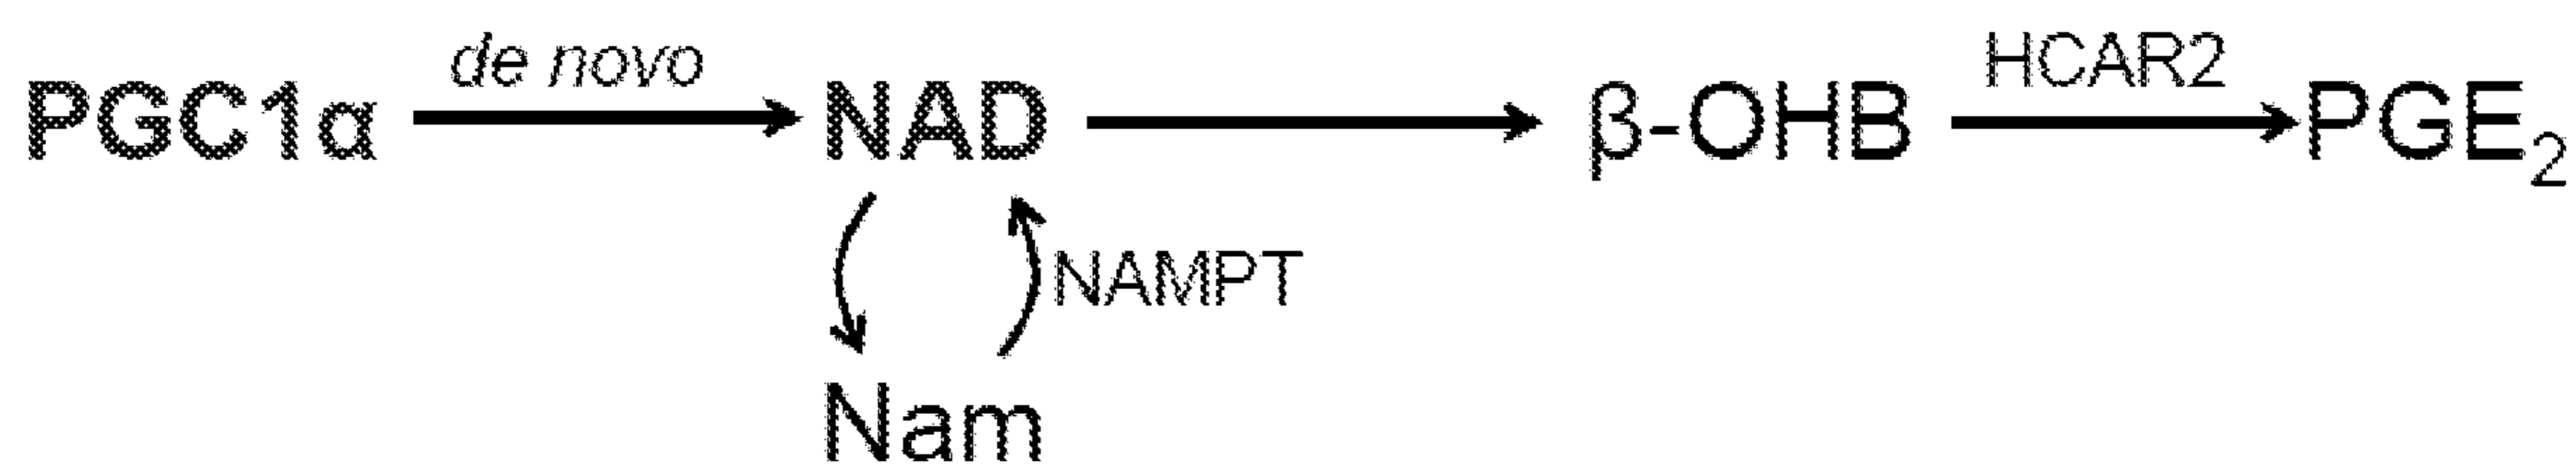 de novo
HCAR2
PGC1α NAD β-OHB PGE₂
NAMPT
Nam